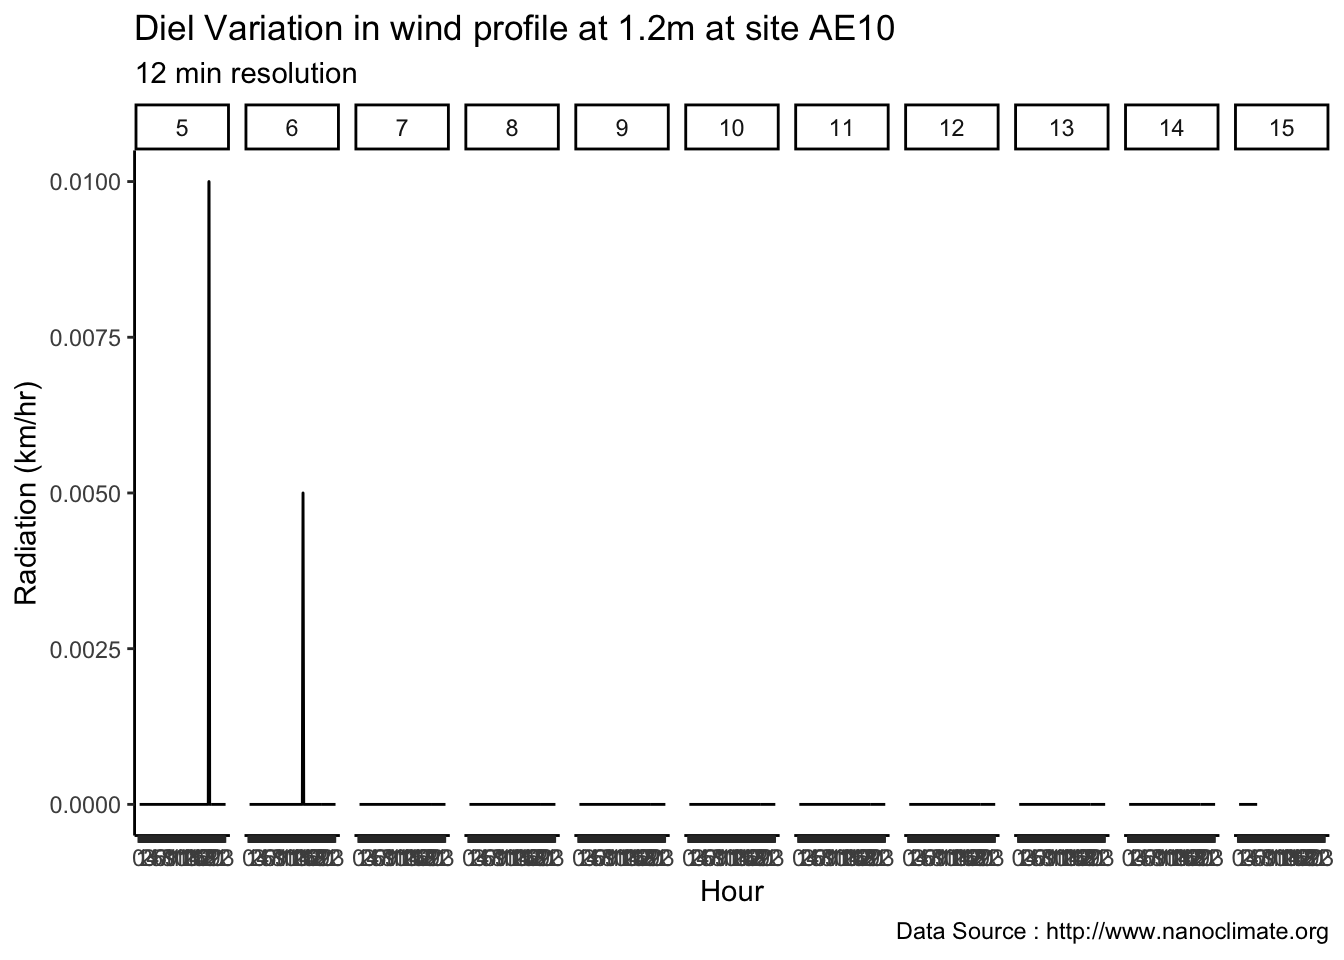 Diel Variation in wind profile at 1.2m at site AE10
12 min resolution
5 6 7 8 9 10 11 12 13 14 15
0.0100
0.0075
0.0050
0.0025
0.0000
Radiation (km/hr)
Hour
Data Source : http://www.nanoclimate.org